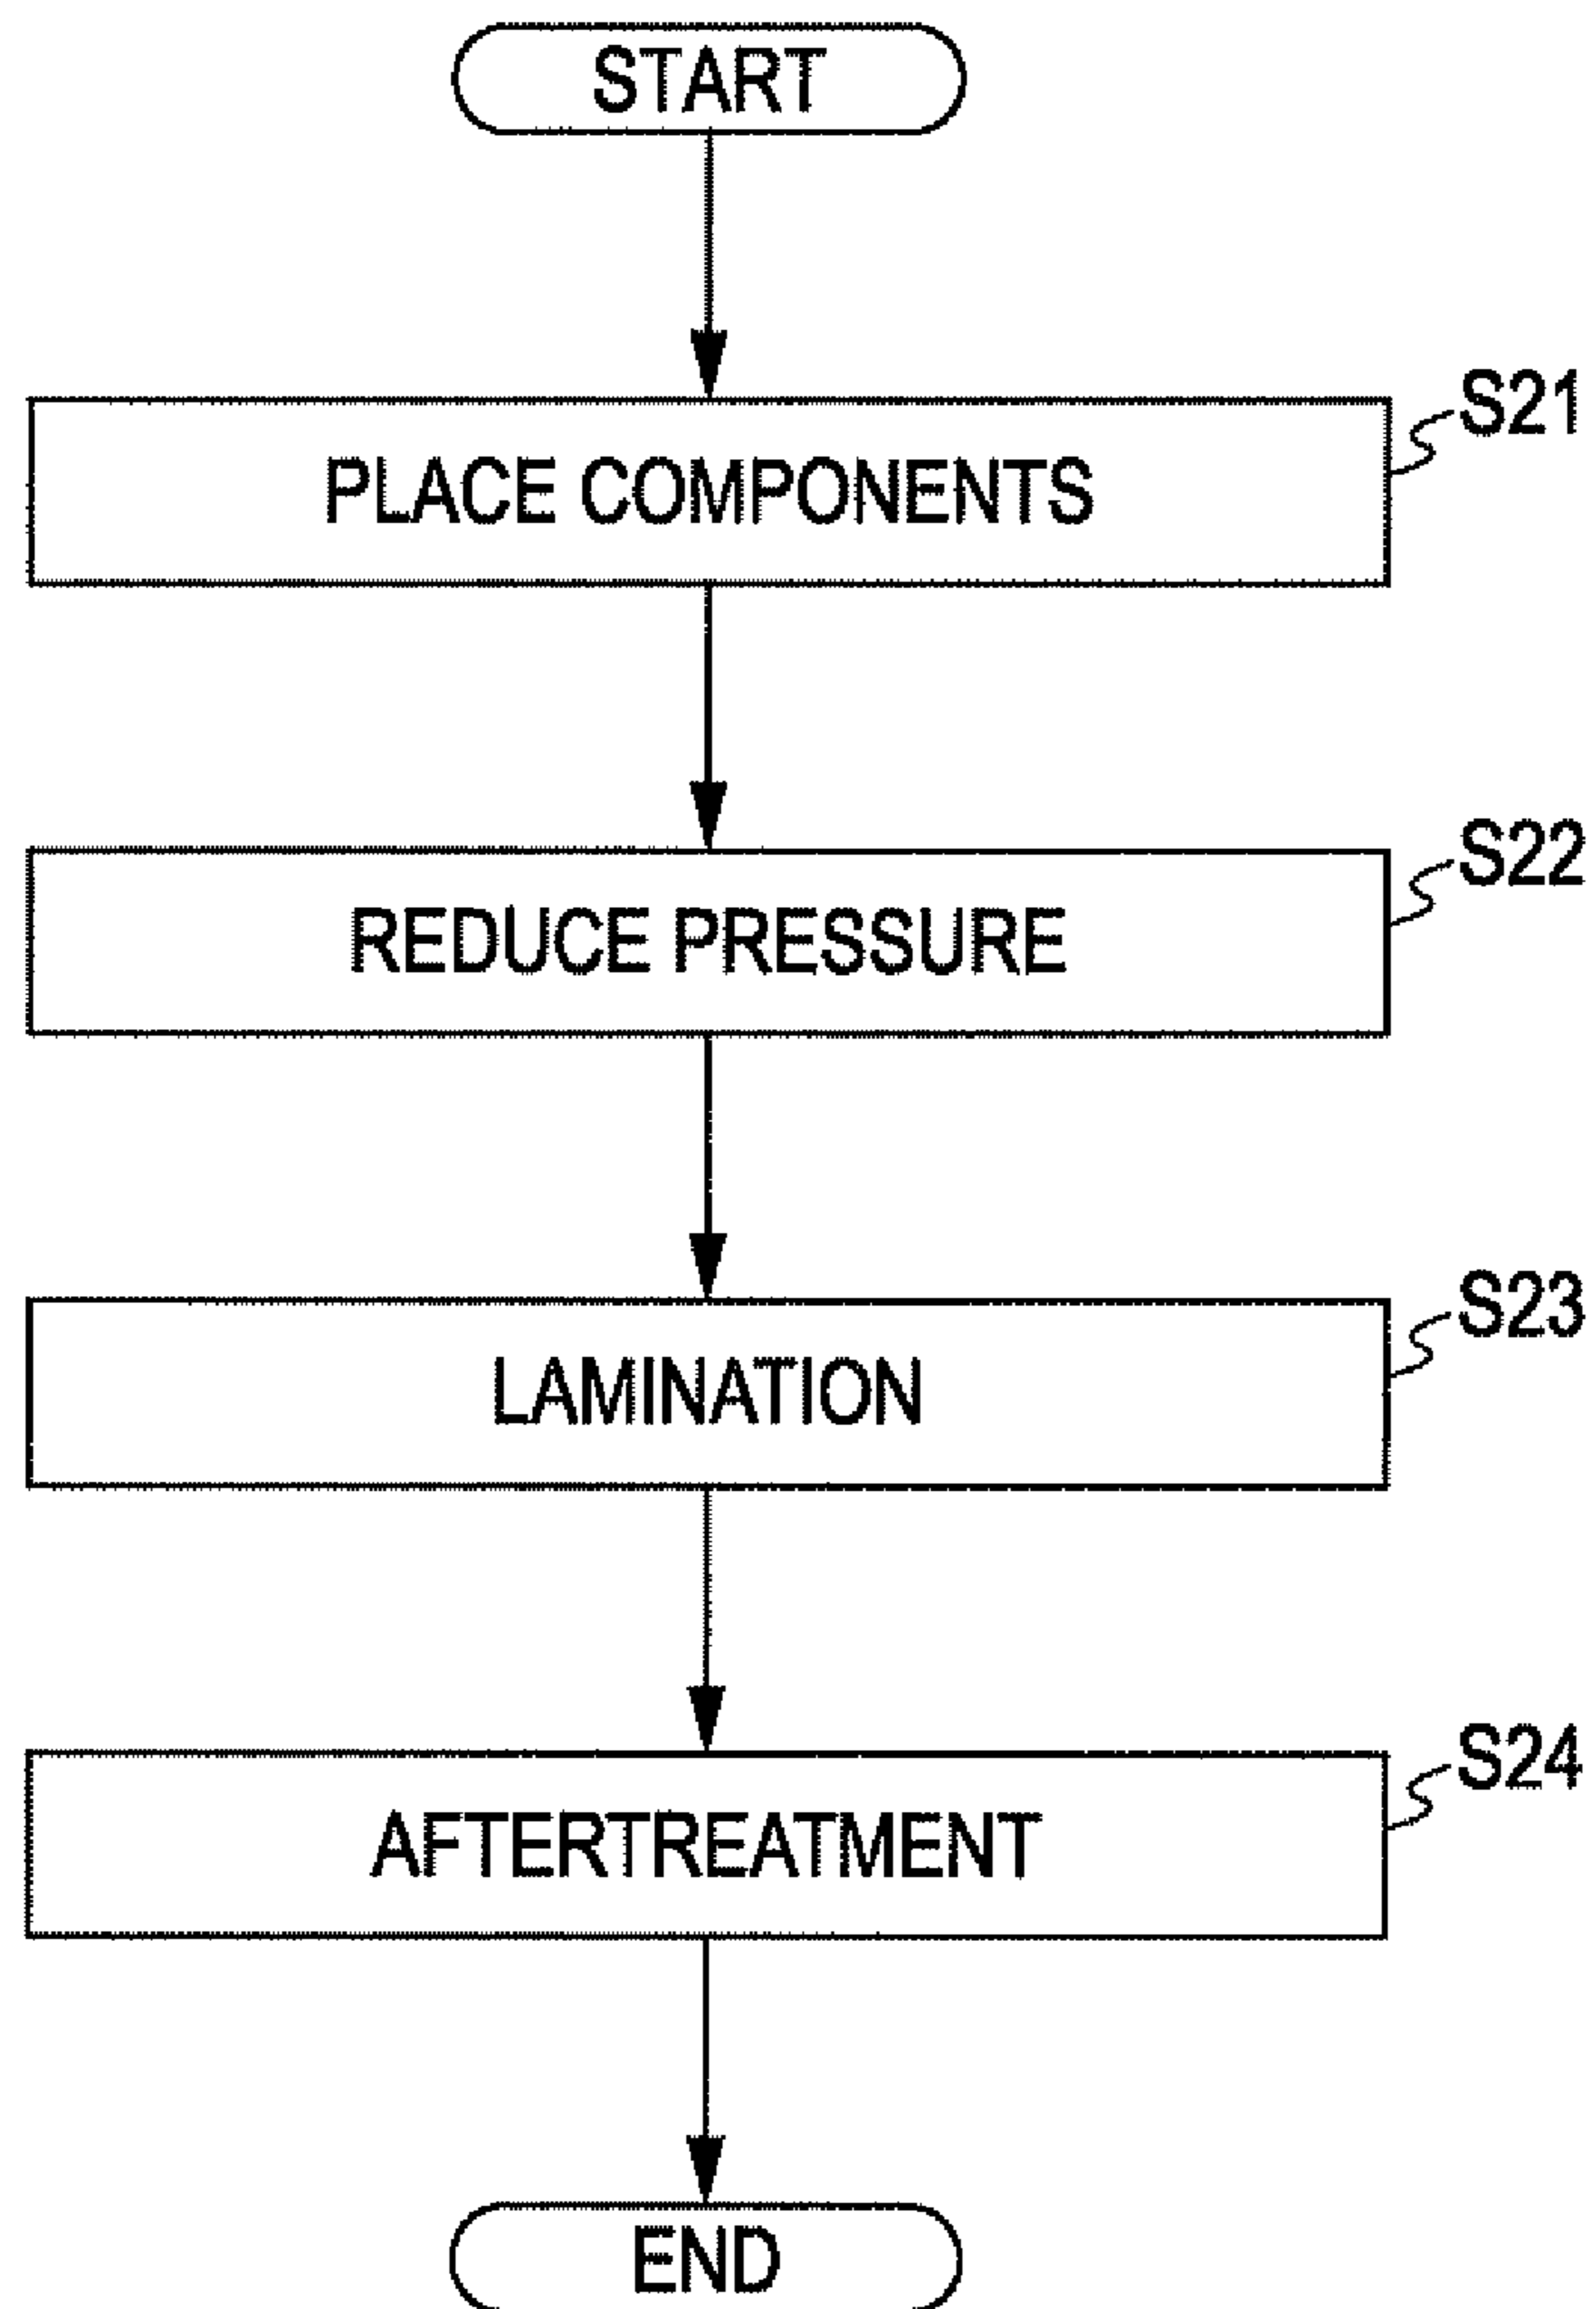 START
PLACE COMPONENTS
S21
REDUCE PRESSURE
S22
LAMINATION
S23
AFTERTREATMENT
S24
END